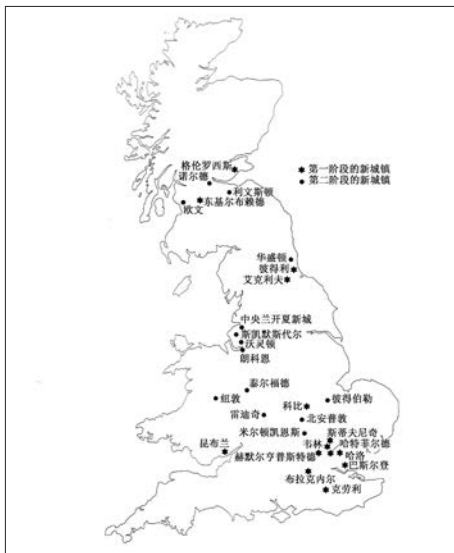 格伦罗西斯
诺尔德
利文斯顿
东基尔布赖德
欧文
第一阶段的新城镇
第二阶段的新城镇
华盛顿
彼得利
艾克利夫
中央兰开夏新城
斯凯默斯代尔
沃灵顿
朗科恩
泰尔福德
纽敦
科比
彼得伯勒
雷迪奇
北安普敦
米尔顿凯恩斯
斯蒂夫尼奇
韦林
哈特菲尔德
昆布兰
赫默尔亨普斯特德
哈洛
巴斯尔登
布拉克内尔
克劳利